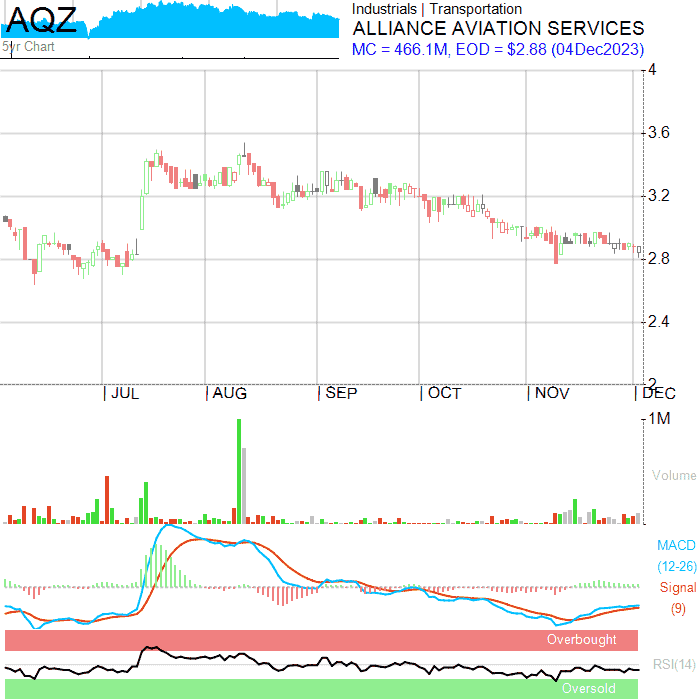 AQZ
5yr Chart
Industrials | Transportation
ALLIANCE AVIATION SERVICES
MC = 466.1M, EOD = $2.88 (04Dec2023)
4
3.6
3.2
2.8
2.4
2
| JUL | AUG | SEP | OCT | NOV | DEC
1M
Volume
MACD
(12-26)
Signal
(9)
Overbought
RSI(14)
Oversold